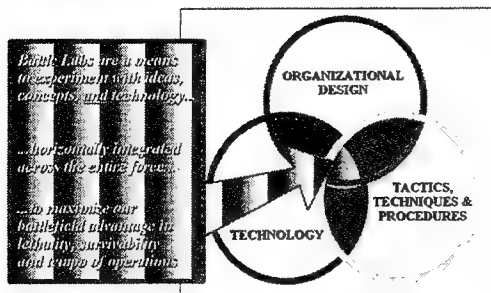 Battle Labs are a means
to experiment with ideas,
concepts, and technology...
...horizontally integrated
across the entire force...
...to maximize our
battlefield advantage in
lethality, survivability
and tempo of operations
ORGANIZATIONAL
DESIGN
TECHNOLOGY
TACTICS,
TECHNIQUES &
PROCEDURES